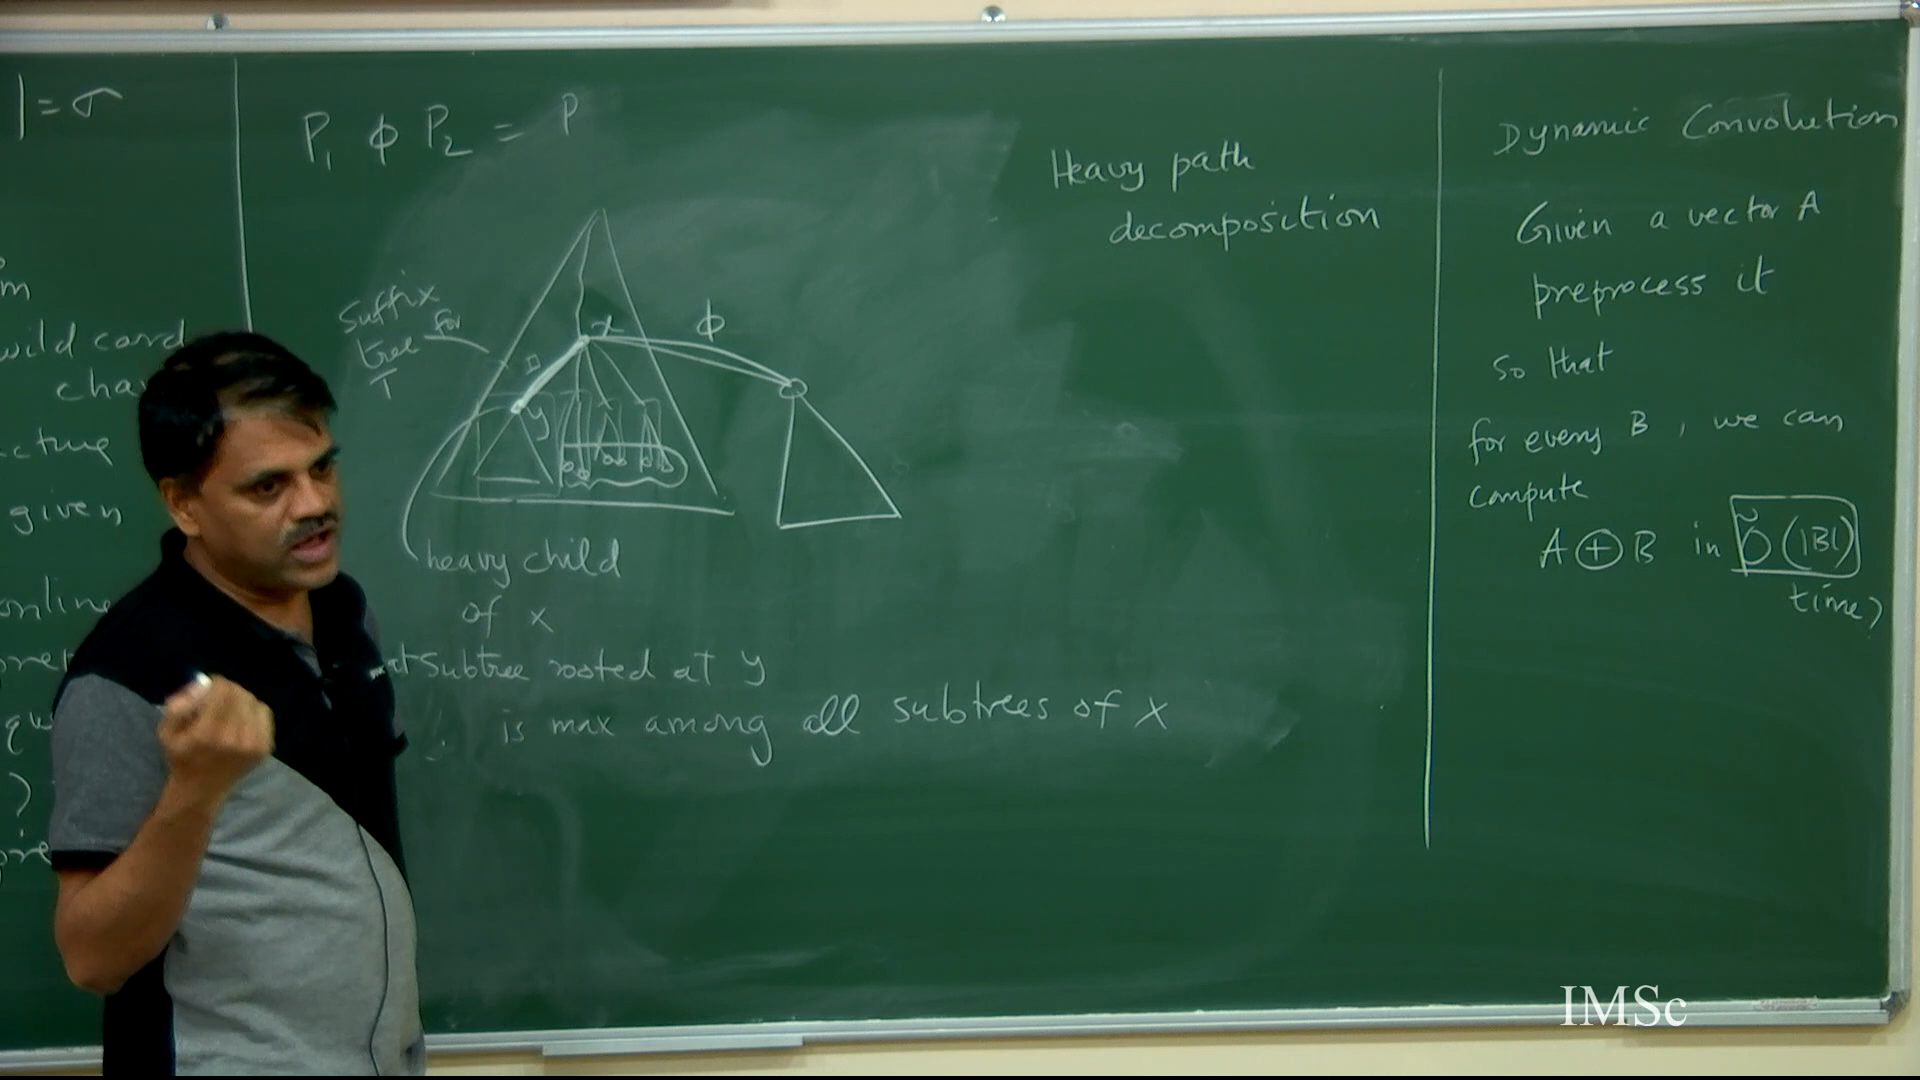 | = σ
m
wild card
cture
given
online
P₁ ϕ P₂ = P
suffix
tree for
T
x
ϕ
y
heavy child
of x
subtree rooted at y
is max among all subtrees of x
Heavy path
decomposition
Dynamic Convolution
Given a vector A
preprocess it
so that
for every B, we can
compute
A ⊕ B in Õ(|B|)
time)
IMSc